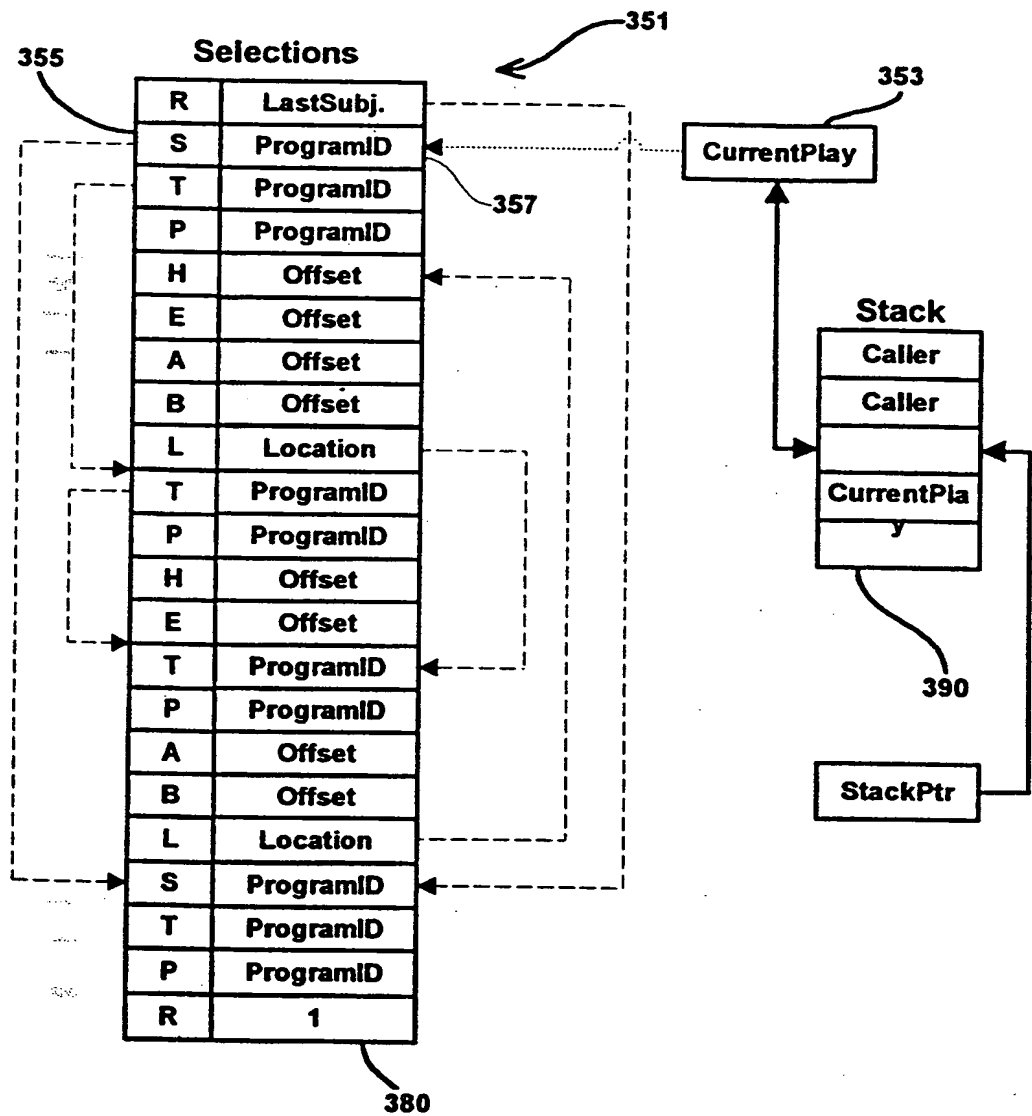 351
355
Selections
353
R LastSubj.
S ProgramID
CurrentPlay
T ProgramID
357
P ProgramID
H Offset
E Offset
Stack
A Offset
Caller
B Offset
Caller
L Location
T ProgramID
CurrentPla
y
P ProgramID
H Offset
E Offset
T ProgramID
390
P ProgramID
A Offset
B Offset
StackPtr
L Location
S ProgramID
T ProgramID
P ProgramID
R 1
380